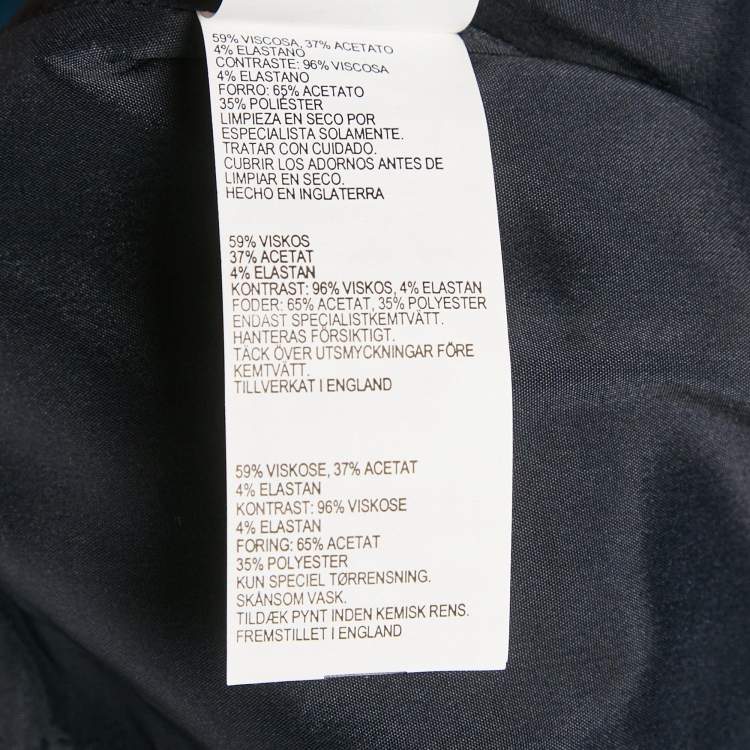 59% VISCOSA, 37% ACETATO
4% ELASTANO
CONTRASTE: 96% VISCOSA
4% ELASTANO
FORRO: 65% ACETATO
35% POLIÉSTER
LIMPIEZA EN SECO POR
ESPECIALISTA SOLAMENTE.
TRATAR CON CUIDADO.
CUBRIR LOS ADORNOS ANTES DE
LIMPIAR EN SECO.
HECHO EN INGLATERRA
59% VISKOS
37% ACETAT
4% ELASTAN
KONTRAST: 96% VISKOS, 4% ELASTAN
FODER: 65% ACETAT, 35% POLYESTER
ENDAST SPECIALISTKEMTVÄTT.
HANTERAS FÖRSIKTIGT.
TÄCK ÖVER UTSMYCKNINGAR FÖRE
KEMTVÄTT.
TILLVERKAT I ENGLAND
59% VISKOSE, 37% ACETAT
4% ELASTAN
KONTRAST: 96% VISKOSE
4% ELASTAN
FORING: 65% ACETAT
35% POLYESTER
KUN SPECIEL TØRRENSNING.
SKÅNSOM VASK.
TILDÆK PYNT INDEN KEMISK RENS.
FREMSTILLET I ENGLAND